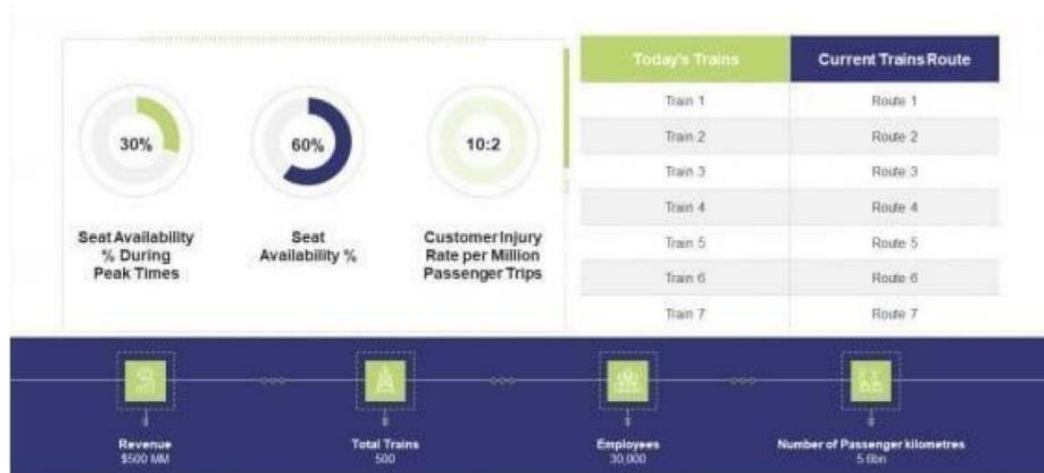 30%
60%
10:2
Seat Availability
% During
Peak Times
Seat
Availability %
Customer Injury
Rate per Million
Passenger Trips
Today's Trains Current Trains Route
Train 1 Route 1
Train 2 Route 2
Train 3 Route 3
Train 4 Route 4
Train 5 Route 5
Train 6 Route 6
Train 7 Route 7
Revenue
$500 MM
Total Trains
500
Employees
30,000
Number of Passenger kilometres
5.6bn